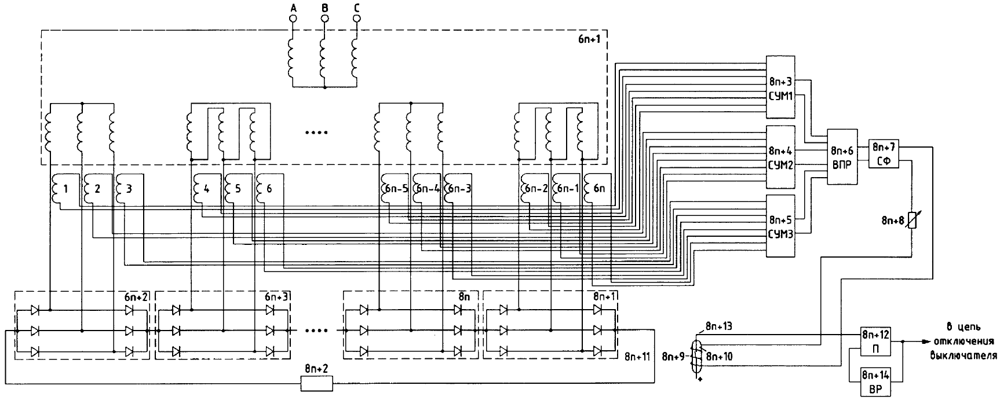 А В С
6n+1
8n+3
СУМ1
8n+4
СУМ2
8n+6
ВПР
8n+7
СФ
1 2 3 4 5 6 6n-5 6n-4 6n-3 6n-2 6n-1 6n
8n+5
СУМ3
8n+8
6n+2 6n+3 8n 8n+1
8n+13
8n+12
П
в цепь
отключения
выключателя
8n+11 8n+9 8n+10
8n+2
+
8n+14
ВР